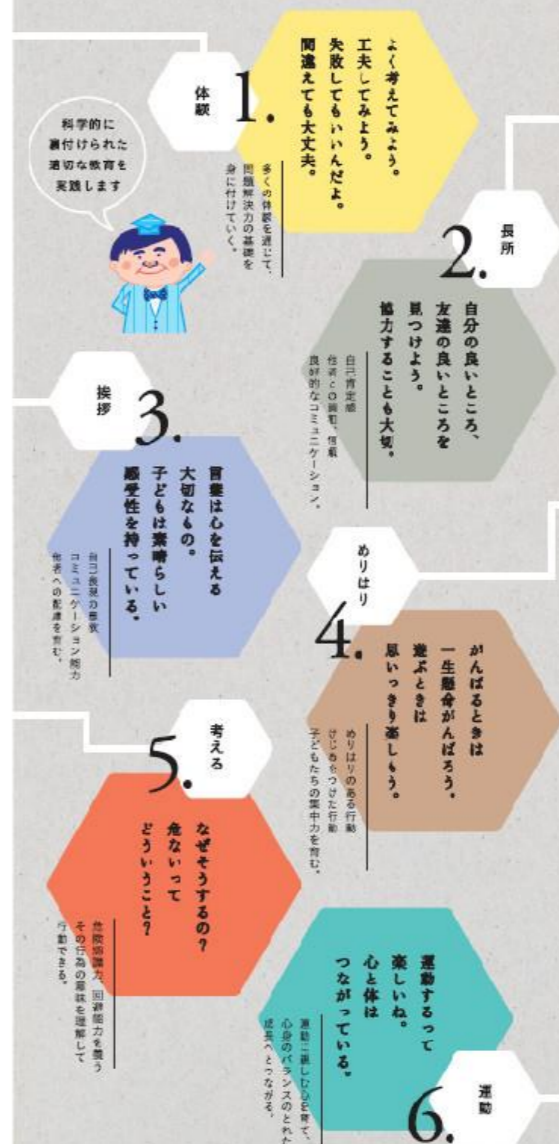 科学的に
裏付けられた
適切な教育を
実践します
1.
体験
よく考えてみよう。
工夫してみよう。
失敗してもいいんだよ。
間違えても大丈夫。
多くの体験を通じて、
問題解決力の基礎を
身に付けていく。
2.
長所
自分の良いところ、
友達の良いところを
見つけよう。
協力することも大切。
自己肯定感
他者との調和、信頼
良好的なコミュニケーション。
3.
挨拶
言葉は心を伝える
大切なもの。
子どもは素晴らしい
感受性を持っている。
自己表現の意欲
コミュニケーション能力
他者への配慮を育む。
4.
めりはり
がんばるときは
一生懸命がんばろう。
遊ぶときは
思いっきり楽しもう。
めりはりのある行動
けじめをつけた行動
子どもたちの集中力を育む。
5.
考えろ
なぜそうするの？
危ないって
どういうこと？
危険認識力、回避能力を養う
その行為の意味を理解して
行動できる。
6.
運動
運動するって
楽しいね。
心と体は
つながっている。
運動に親しむ心を育て、
心身のバランスのとれた
成長へとつながる。